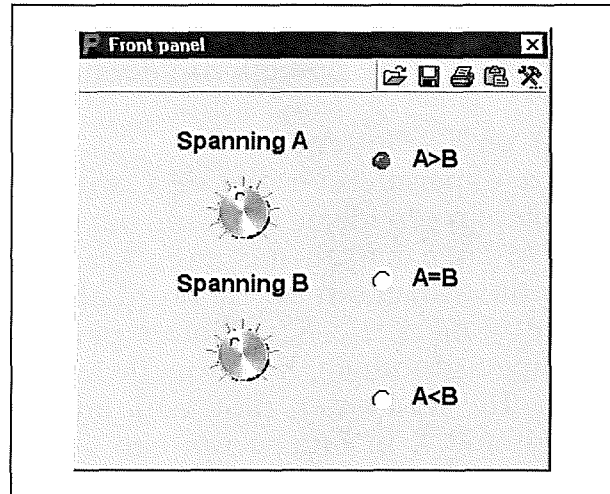 Front panel
Spanning A
A>B
Spanning B
A=B
A<B